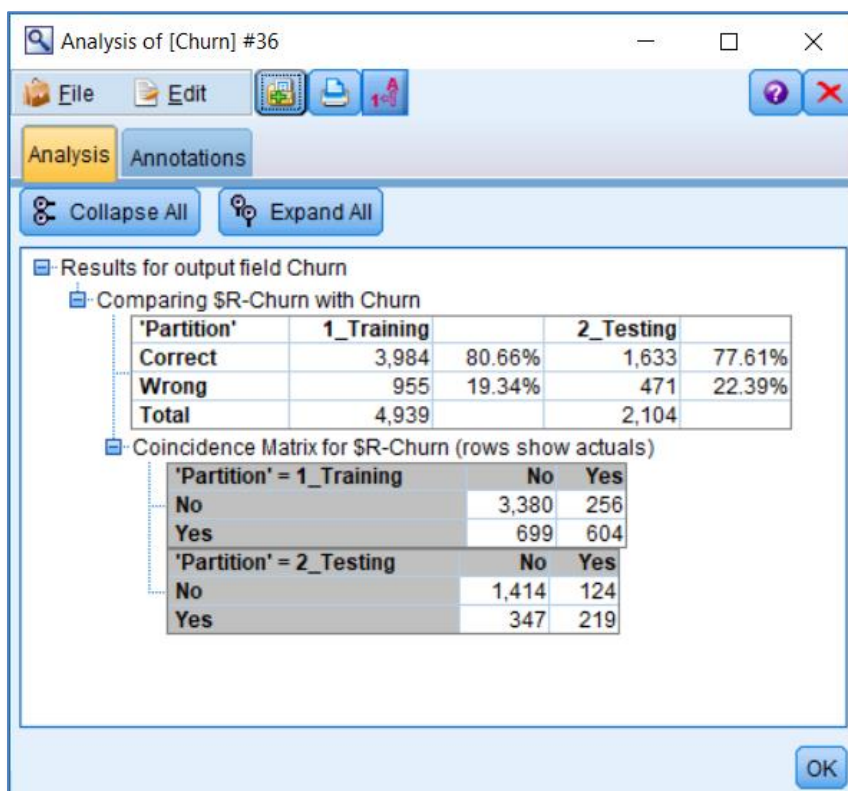 Analysis of [Churn] #36
File Edit
Analysis Annotations
Collapse All Expand All
Results for output field Churn
Comparing $R-Churn with Churn
'Partition' 1_Training 2_Testing
Correct 3,984 80.66% 1,633 77.61%
Wrong 955 19.34% 471 22.39%
Total 4,939 2,104
Coincidence Matrix for $R-Churn (rows show actuals)
'Partition' = 1_Training No Yes
No 3,380 256
Yes 699 604
'Partition' = 2_Testing No Yes
No 1,414 124
Yes 347 219
OK